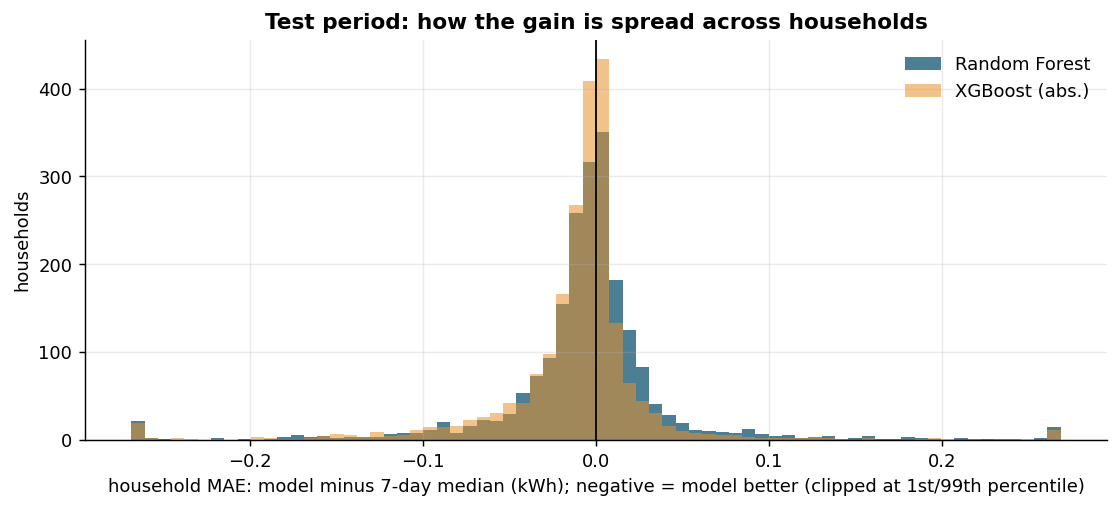 Test period: how the gain is spread across households
Random Forest
XGBoost (abs.)
400
300
200
100
0
households
−0.2
−0.1
0.0
0.1
0.2
household MAE: model minus 7-day median (kWh); negative = model better (clipped at 1st/99th percentile)